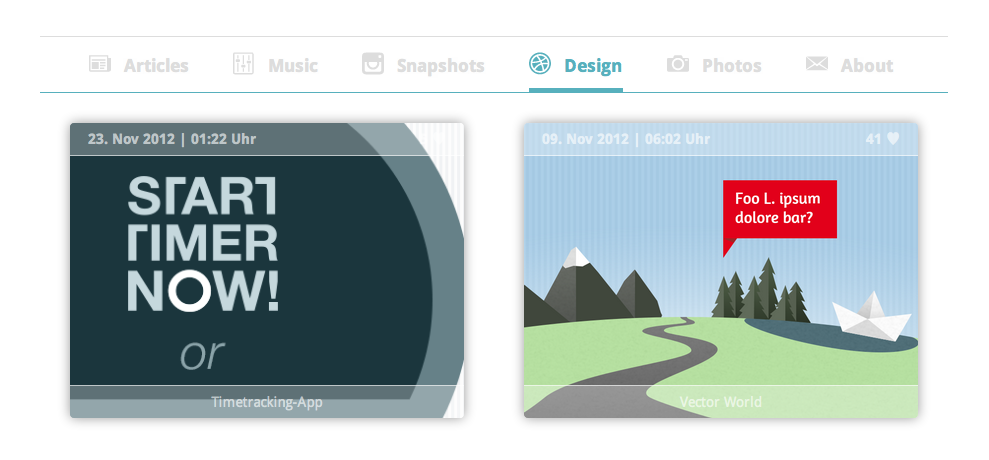 Articles Music Snapshots Design Photos About
23. Nov 2012 | 01:22 Uhr
START
TIMER
NOW!
or
Timetracking-App
09. Nov 2012 | 06:02 Uhr 41
Foo L. ipsum
dolore bar?
Vector World